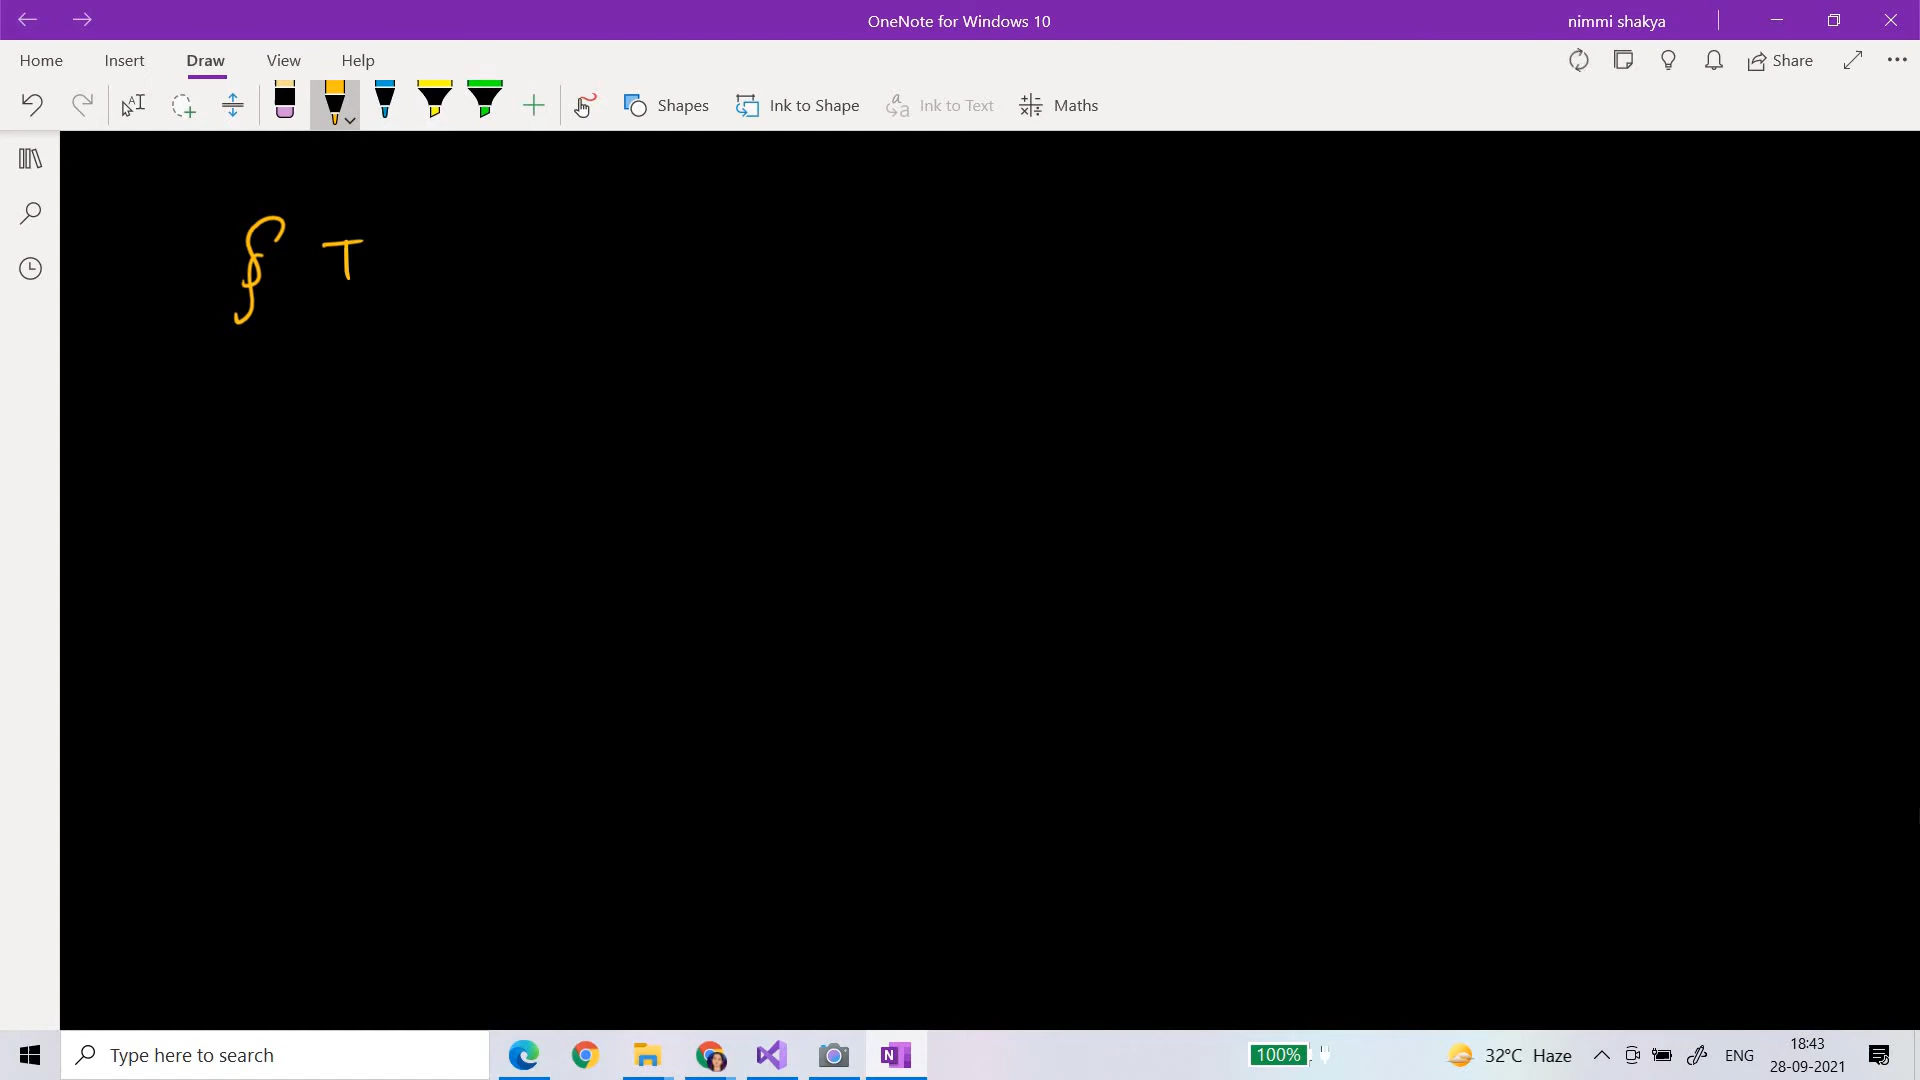 OneNote for Windows 10 nimmi shakya
Home Insert Draw View Help Share
Shapes Ink to Shape Ink to Text Maths
∮ T
Type here to search 100% 32°C Haze ENG 18:43
28-09-2021